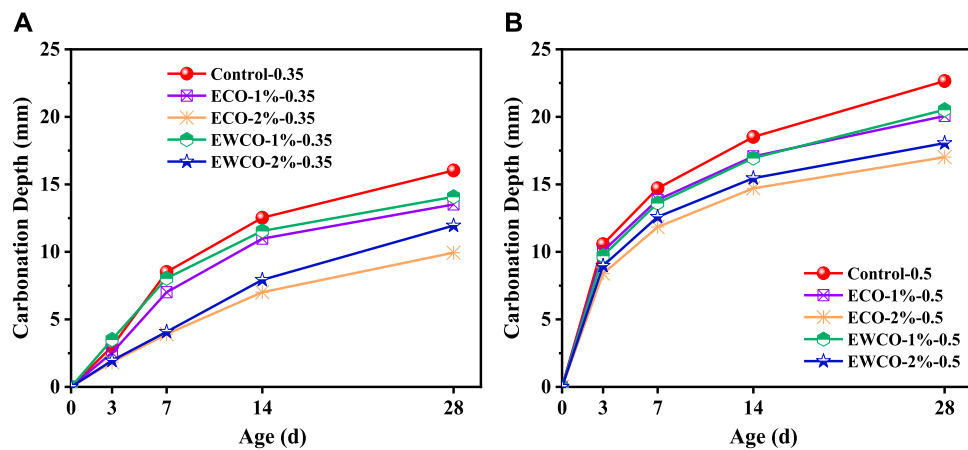 A
Carbonation Depth (mm)
25
20
15
10
5
0
0 3 7 14 28
Age (d)
Control-0.35
ECO-1%-0.35
ECO-2%-0.35
EWCO-1%-0.35
EWCO-2%-0.35
B
Carbonation Depth (mm)
25
20
15
10
5
0
0 3 7 14 28
Age (d)
Control-0.5
ECO-1%-0.5
ECO-2%-0.5
EWCO-1%-0.5
EWCO-2%-0.5